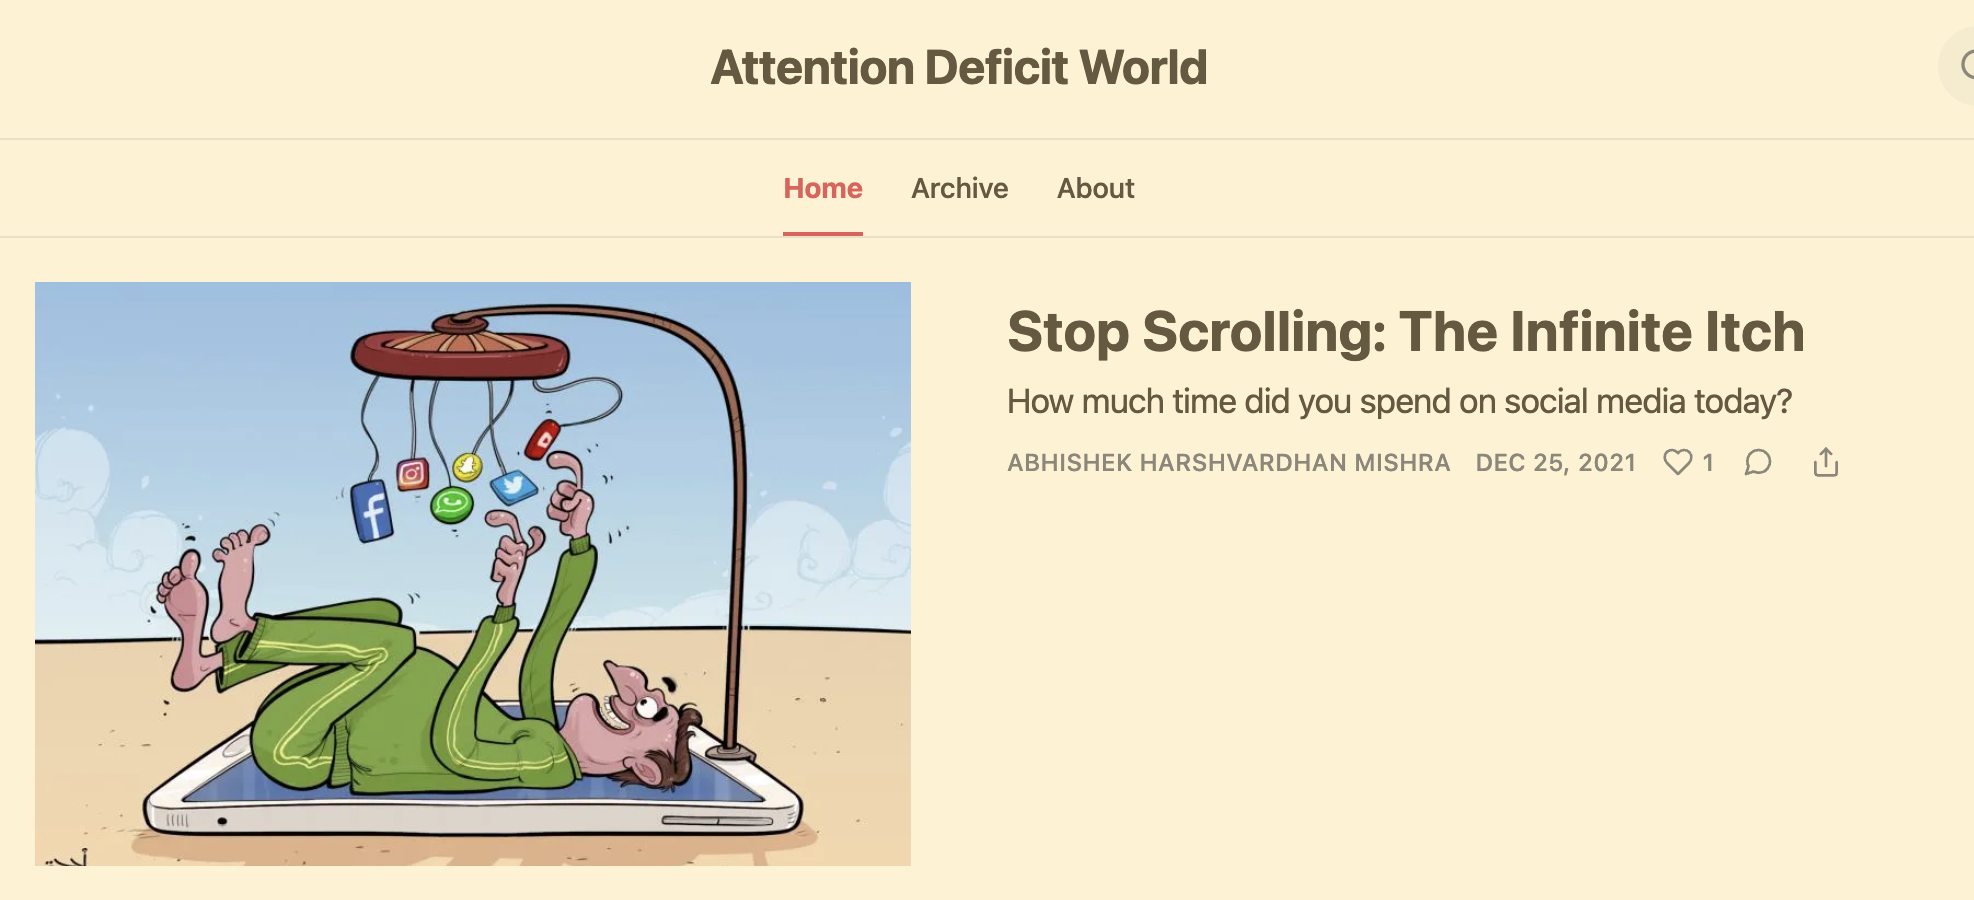 Attention Deficit World
Home
Archive
About
Stop Scrolling: The Infinite Itch
How much time did you spend on social media today?
ABHISHEK HARSHVARDHAN MISHRA DEC 25, 2021 1